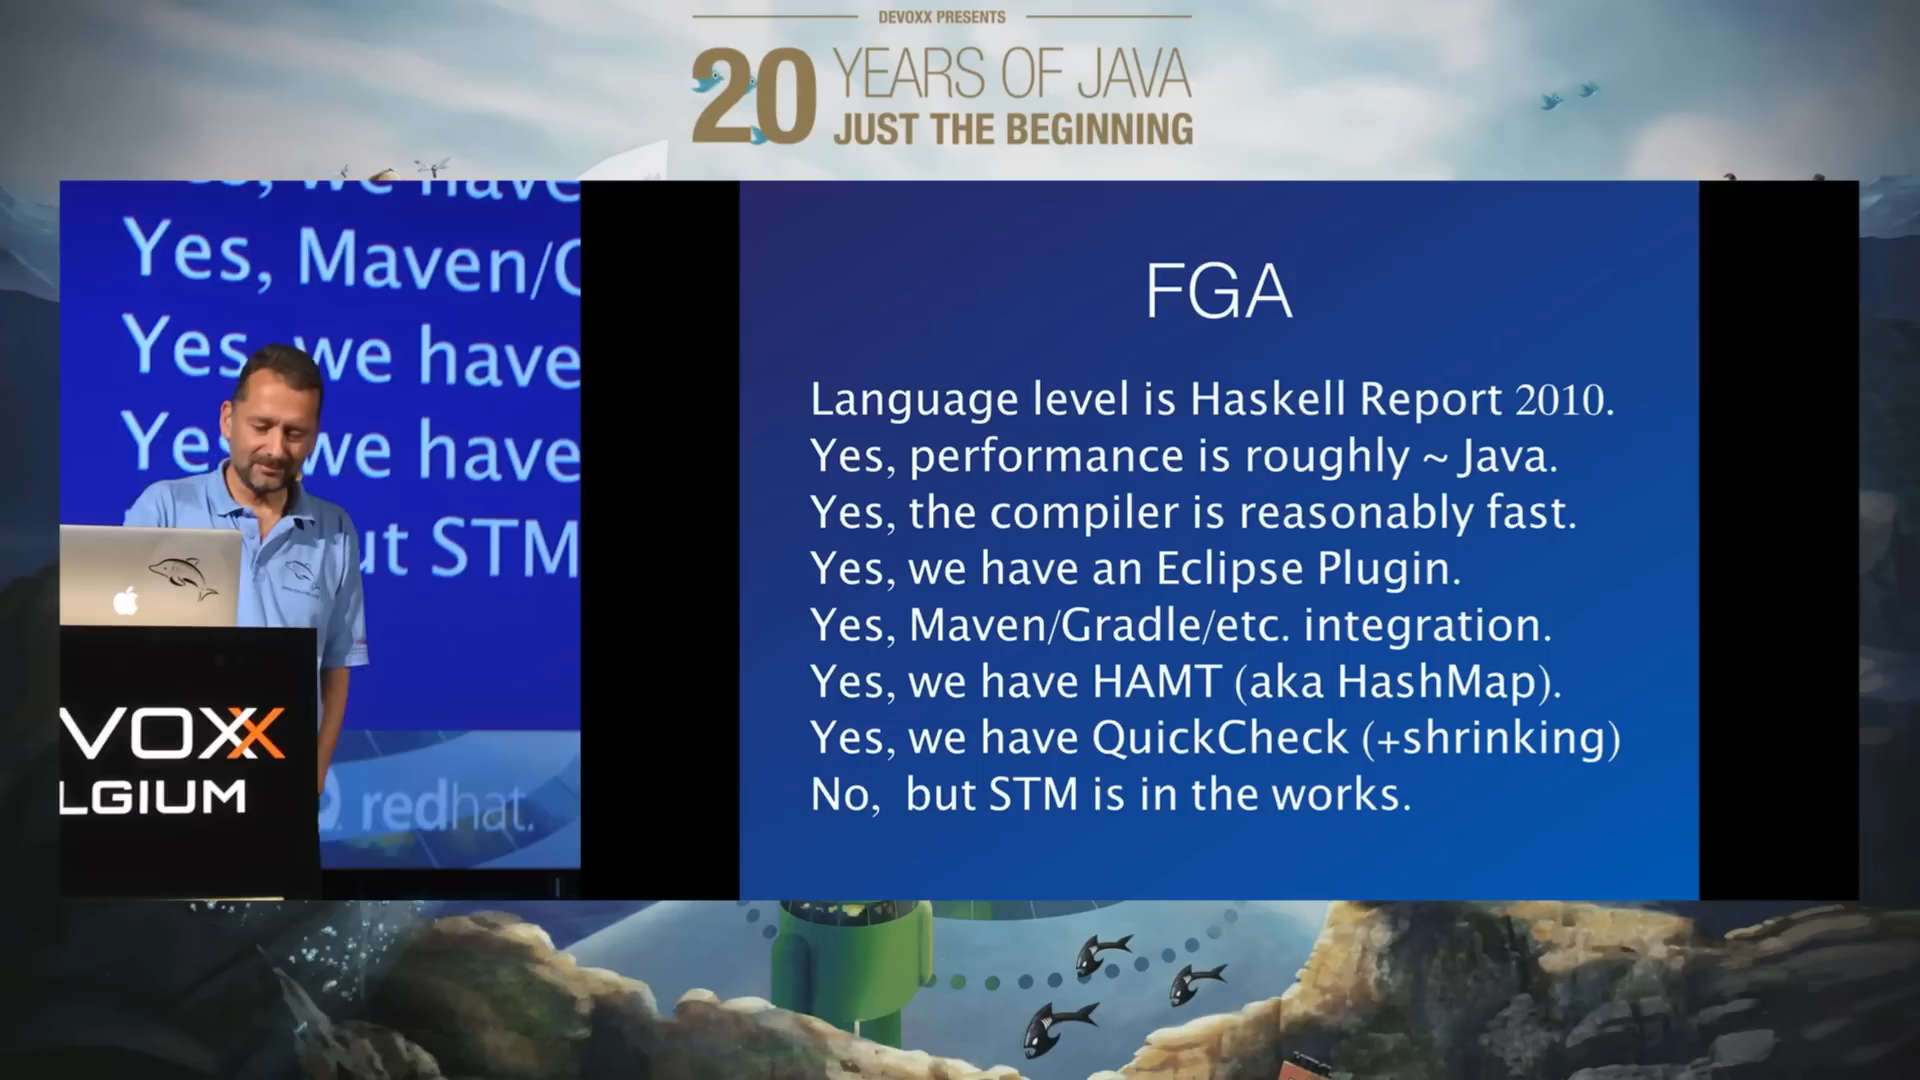 DEVOXX PRESENTS
20 YEARS OF JAVA
JUST THE BEGINNING
we have
Yes, Maven/
Yes, we have
Yes, we have
but STM
VOXX
LGIUM
redhat.
FGA
Language level is Haskell Report 2010.
Yes, performance is roughly ~ Java.
Yes, the compiler is reasonably fast.
Yes, we have an Eclipse Plugin.
Yes, Maven/Gradle/etc. integration.
Yes, we have HAMT (aka HashMap).
Yes, we have QuickCheck (+shrinking)
No, but STM is in the works.